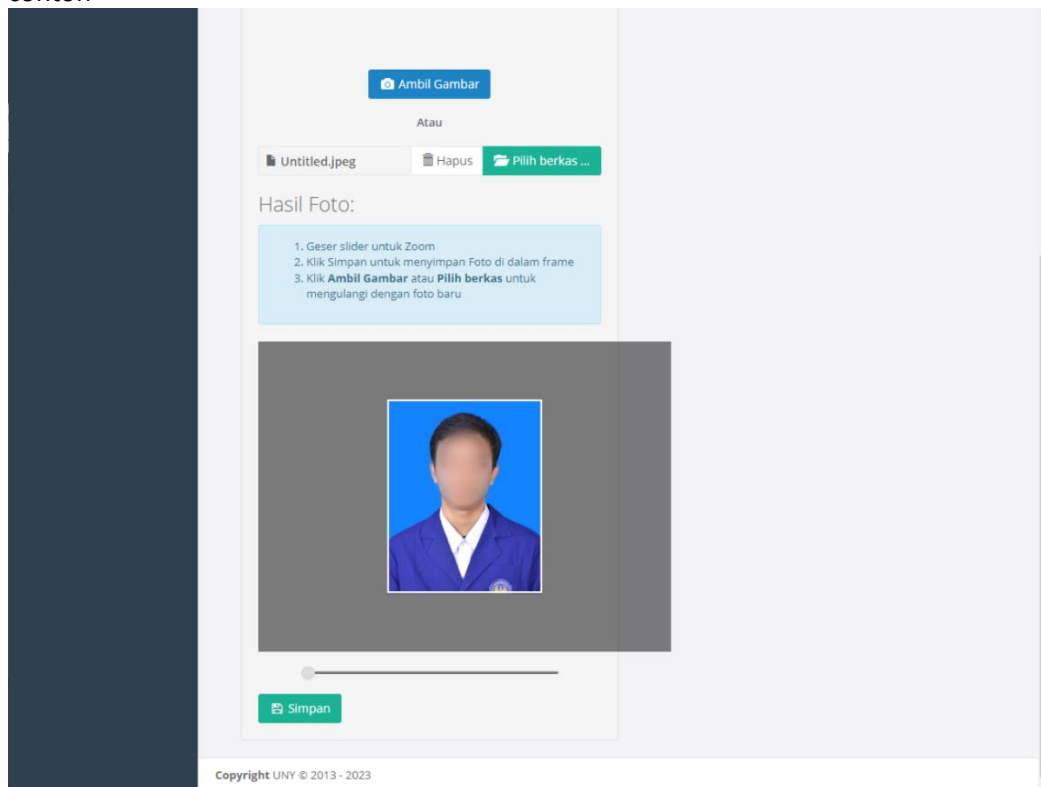 Ambil Gambar
Atau
Untitled.jpeg Hapus Pilih berkas ...
Hasil Foto:
1. Geser slider untuk Zoom
2. Klik Simpan untuk menyimpan Foto di dalam frame
3. Klik Ambil Gambar atau Pilih berkas untuk
mengulangi dengan foto baru
Simpan
Copyright UNY © 2013 - 2023